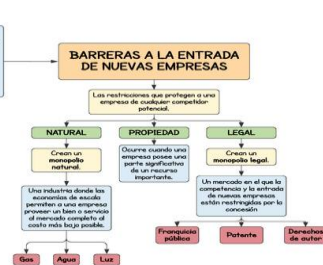 BARRERAS A LA ENTRADA
DE NUEVAS EMPRESAS
Las restricciones que protegen a una
empresa de cualquier competidor
potencial.
NATURAL
PROPIEDAD
LEGAL
Crean un
monopolio
natural.
Ocurre cuando una
empresa posee una
parte significativa
de un recurso
importante.
Crean un
monopolio legal.
Una industria donde las
economías de escala
permiten a una empresa
proveer un bien o servicio
al mercado completo al
costo más bajo posible.
Un mercado en el que la
competencia y la entrada
de nuevas empresas
están restringidas por la
concesión
Gas
Agua
Luz
Franquicia
pública
Patente
Derechos
de autor